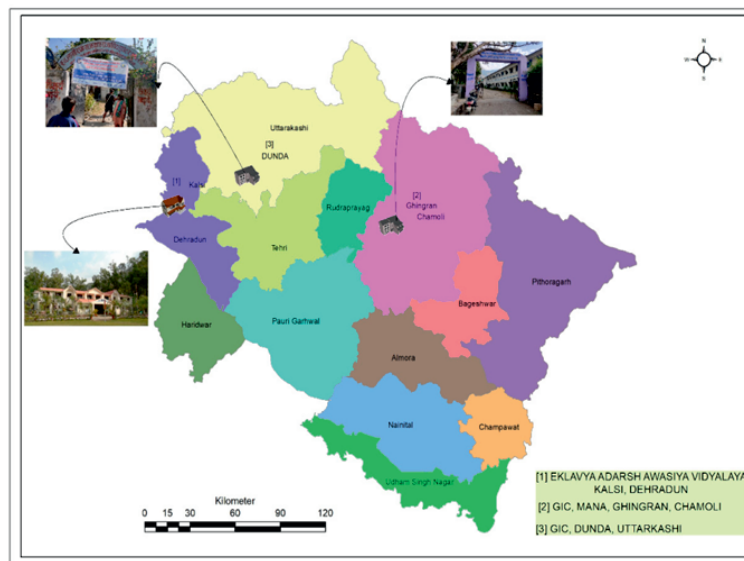 N
W
E
S
Uttarakashi
[3]
DUNDA
[1]
Kalsi
[2]
Ghingran
Chamoli
Rudraprayag
Dehradun
Tehri
Pithoragarh
Bageshwar
Haridwar
Pauri Garhwal
Almora
Nainital
Champawat
Udham Singh Nagar
Kilometer
0 15 30 60 90 120
[1] EKLAVYA ADARSH AWASIYA VIDYALAYA
KALSI, DEHRADUN
[2] GIC, MANA, GHINGRAN, CHAMOLI
[3] GIC, DUNDA, UTTARKASHI